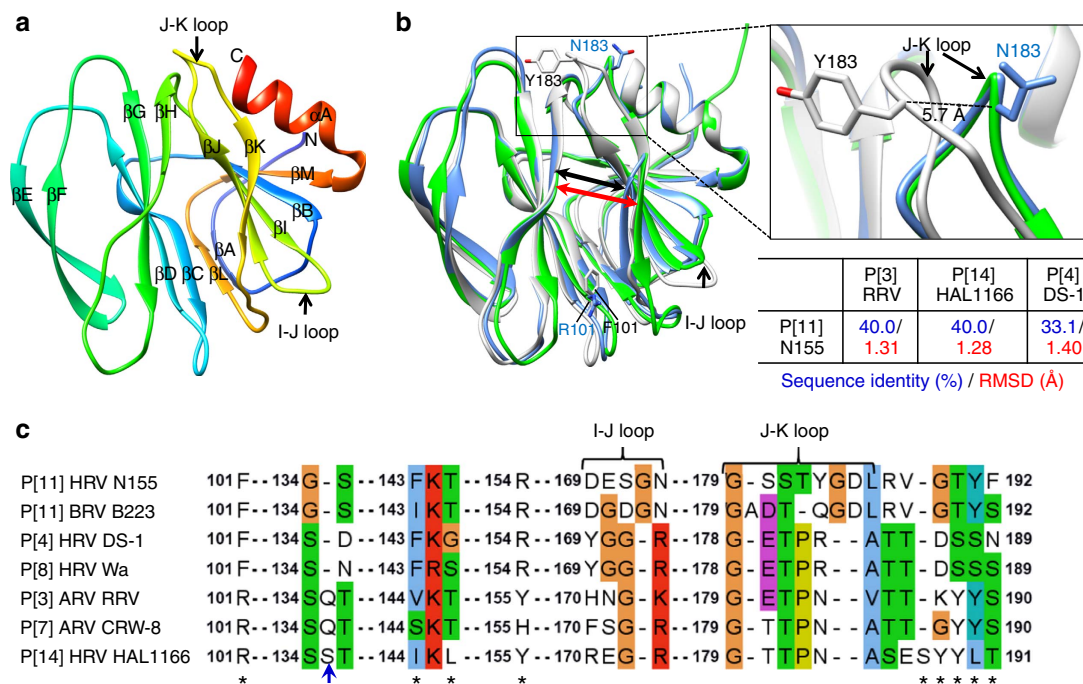 a
J-K loop
C
βG
βH
αA
N
βJ
βK
βE
βF
βM
βB
βI
βA
βD
βC
βL
I-J loop
b
N183
Y183
R101
F101
I-J loop
J-K loop
N183
Y183
5.7 Å
P[3] RRV
P[14] HAL1166
P[4] DS-1
P[11] N155
40.0/ 1.31
40.0/ 1.28
33.1/ 1.40
Sequence identity (%) / RMSD (Å)
c
I-J loop
J-K loop
P[11] HRV N155 101 F - - 134 G - S - - 143 F K T - - 154 R - - 169 D E S G N - - 179 G - S S T Y G D L R V - G T Y F 192
P[11] BRV B223 101 F - - 134 G - S - - 143 I K T - - 154 R - - 169 D G D G N - - 179 G A D T - Q G D L R V - G T Y S 192
P[4] HRV DS-1 101 F - - 134 S - D - - 143 F K G - - 154 R - - 169 Y G G - R - - 178 G - E T P R - - A T T - D S S N 189
P[8] HRV Wa 101 F - - 134 S - N - - 143 F R S - - 154 R - - 169 Y G G - R - - 178 G - E T P R - - A T T - D S S S 189
P[3] ARV RRV 101 R - - 134 S Q T - - 144 V K T - - 155 Y - - 170 H N G - K - - 179 G - E T P N - - V T T - K Y Y S 190
P[7] ARV CRW-8 101 R - - 134 S Q T - - 144 S K T - - 155 H - - 170 F S G - R - - 179 G - T T P N - - A T T - G Y Y S 190
P[14] HRV HAL1166 101 R - - 134 S S T - - 144 I K L - - 155 Y - - 170 R E G - R - - 179 G - T T P N - - A S E S Y Y L T 191
* * * * * * * * *